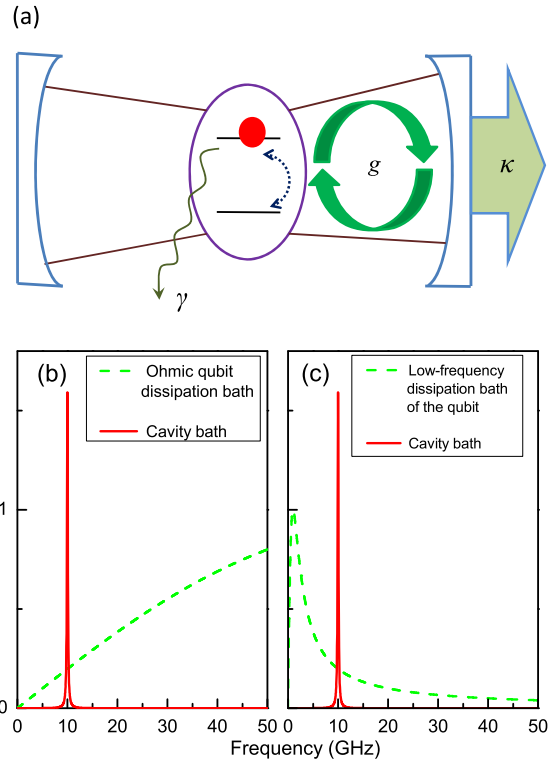 (a)
g
κ
γ
(b)
Ohmic qubit
dissipation bath
Cavity bath
(c)
Low-frequency
dissipation bath
of the qubit
Cavity bath
1
0
0 10 20 30 40 50 0 10 20 30 40 50
Frequency (GHz)